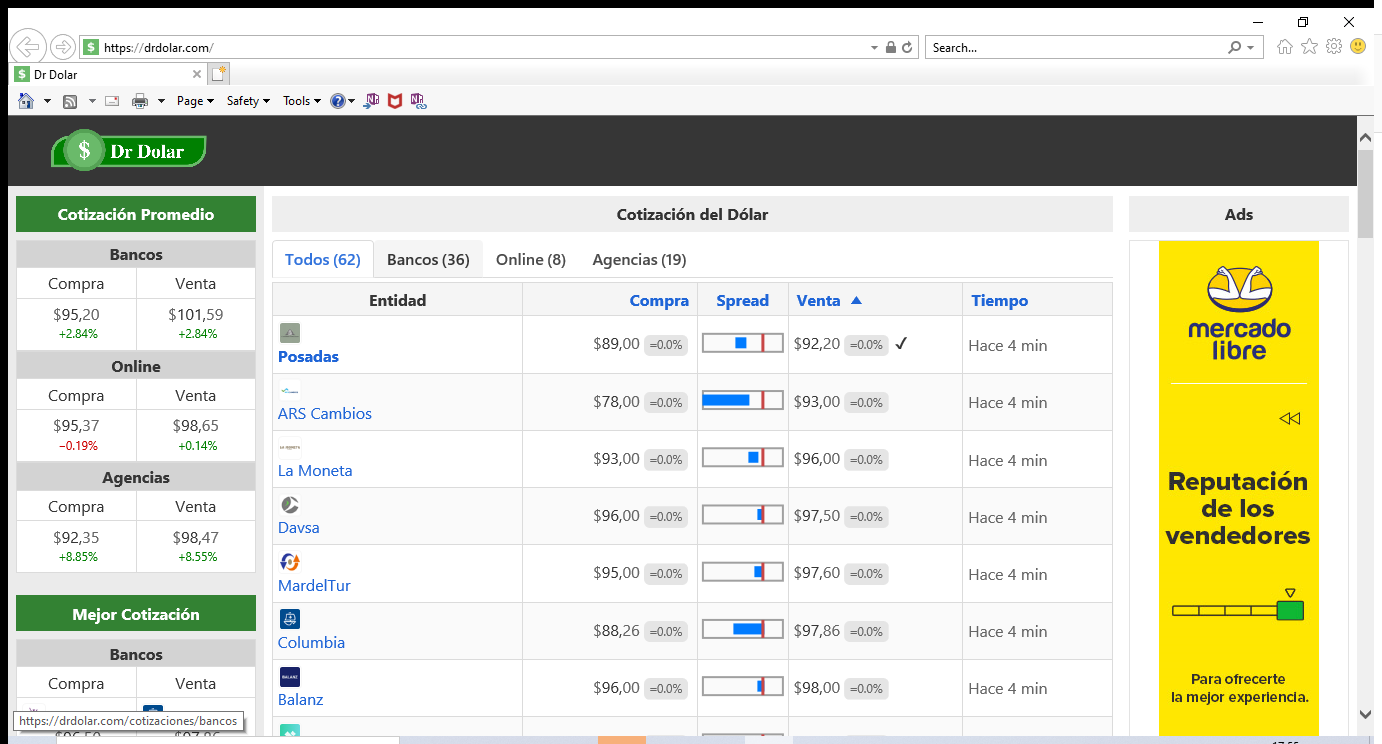 https://drdolar.com/
Search...
Dr Dolar
Page
Safety
Tools
$ Dr Dolar
Cotización Promedio
Bancos
Compra Venta
$95,20 $101,59
+2.84% +2.84%
Online
Compra Venta
$95,37 $98,65
−0.19% +0.14%
Agencias
Compra Venta
$92,35 $98,47
+8.85% +8.55%
Mejor Cotización
Bancos
Compra Venta
https://drdolar.com/cotizaciones/bancos
Cotización del Dólar
Todos (62) Bancos (36) Online (8) Agencias (19)
Entidad Compra Spread Venta ▲ Tiempo
Posadas $89,00 =0.0% $92,20 =0.0% ✓ Hace 4 min
ARS Cambios $78,00 =0.0% $93,00 =0.0% Hace 4 min
La Moneta $93,00 =0.0% $96,00 =0.0% Hace 4 min
Davsa $96,00 =0.0% $97,50 =0.0% Hace 4 min
MardelTur $95,00 =0.0% $97,60 =0.0% Hace 4 min
Columbia $88,26 =0.0% $97,86 =0.0% Hace 4 min
Balanz $96,00 =0.0% $98,00 =0.0% Hace 4 min
Ads
mercado
libre
Reputación
de los
vendedores
Para ofrecerte
la mejor experiencia.